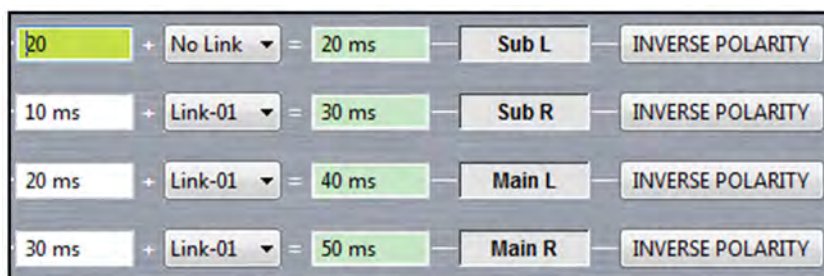 20 + No Link = 20 ms Sub L INVERSE POLARITY
10 ms + Link-01 = 30 ms Sub R INVERSE POLARITY
20 ms + Link-01 = 40 ms Main L INVERSE POLARITY
30 ms + Link-01 = 50 ms Main R INVERSE POLARITY